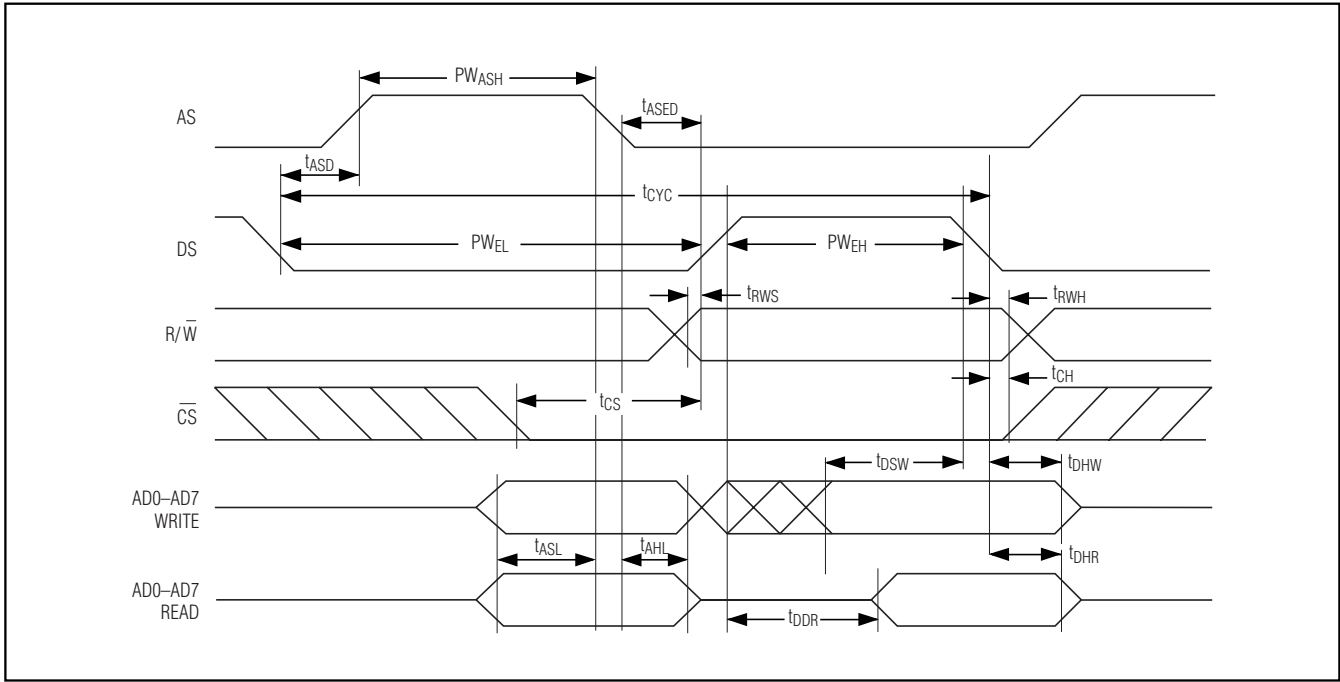 PWASH
AS
tASED
tASD
tCYC
DS
PWEL
PWEH
tRWS
tRWH
R/W̅
tCH
C̅S̅
tCS
tDSW
tDHW
AD0–AD7
WRITE
tASL
tAHL
tDHR
AD0–AD7
READ
tDDR